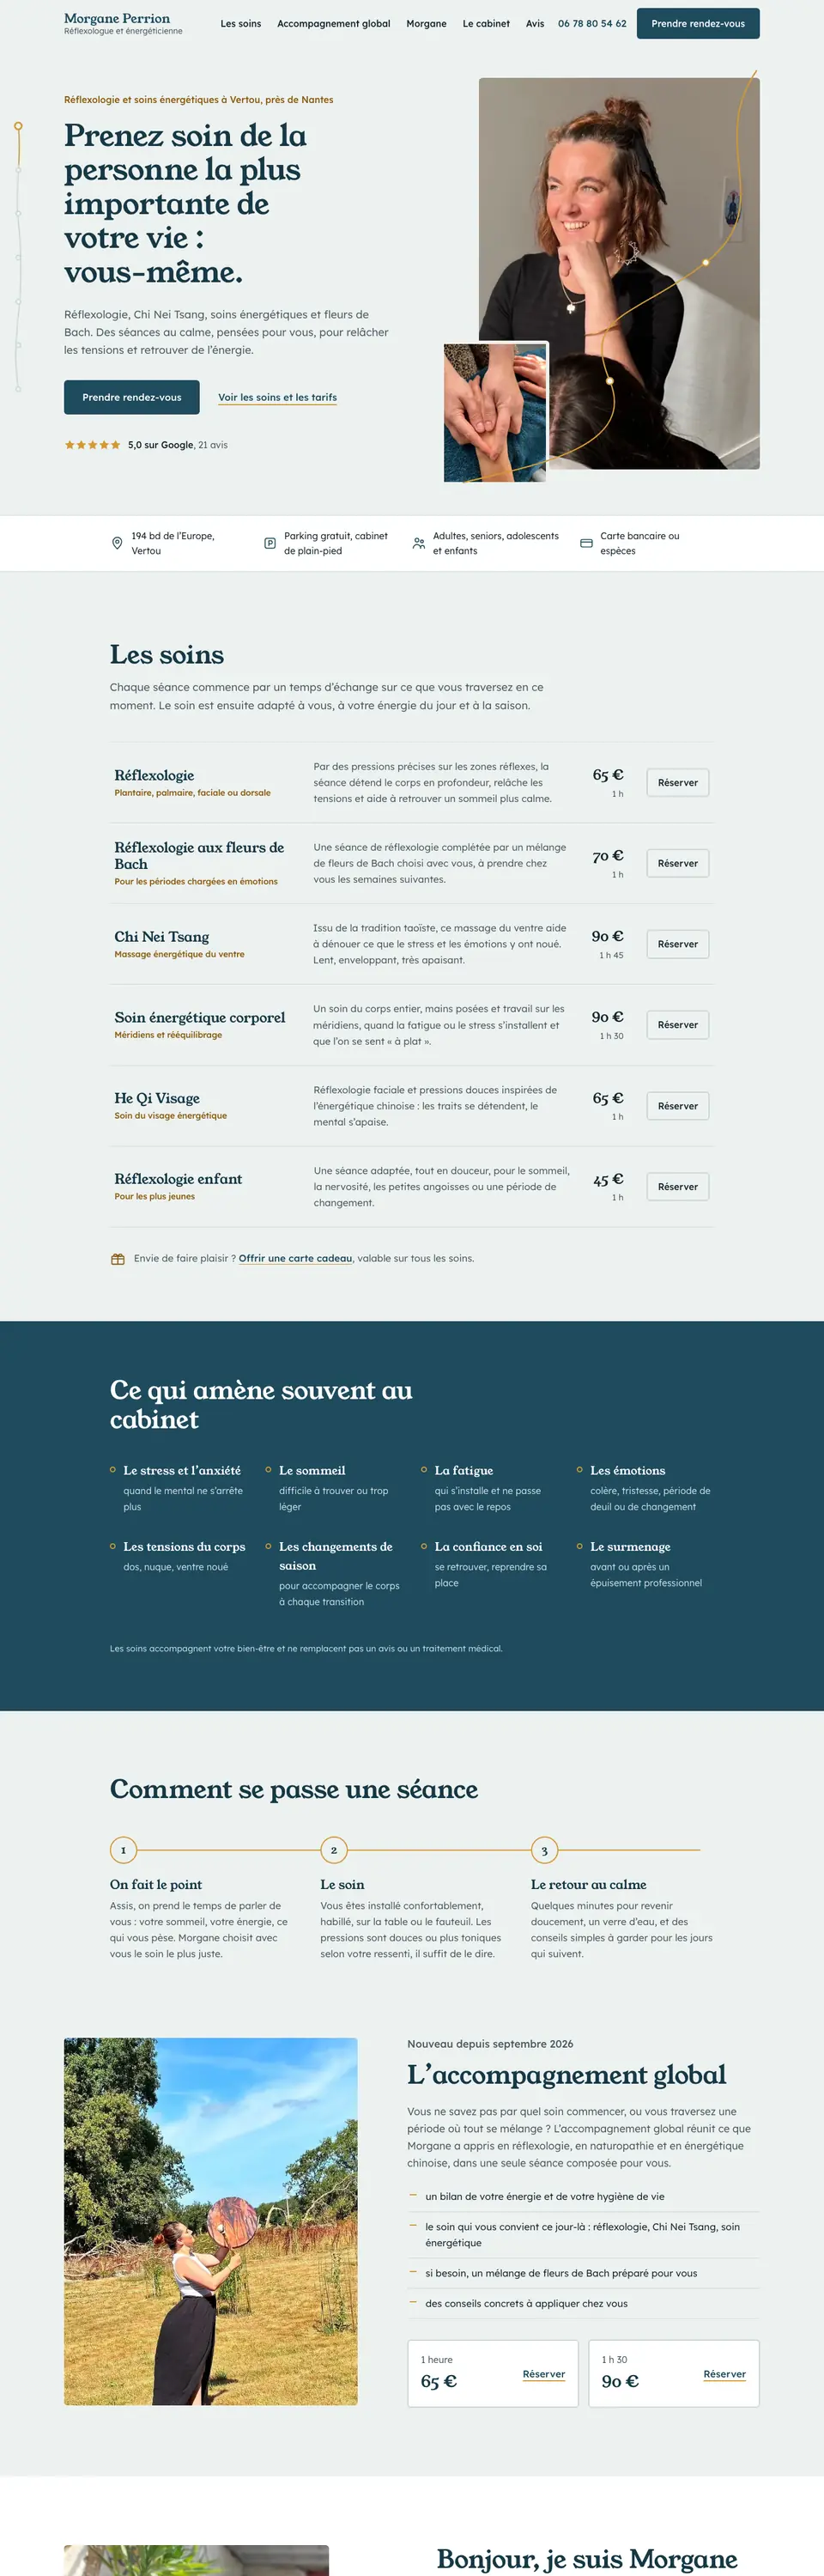 Morgane Perrion
Réflexologue et énergéticienne
Les soins
Accompagnement global
Morgane
Le cabinet
Avis
06 78 80 54 62
Prendre rendez-vous
Réflexologie et soins énergétiques à Vertou, près de Nantes
Prenez soin de la
personne la plus
importante de
votre vie :
vous-même.
Réflexologie, Chi Nei Tsang, soins énergétiques et fleurs de
Bach. Des séances au calme, pensées pour vous, pour relâcher
les tensions et retrouver de l’énergie.
Prendre rendez-vous
Voir les soins et les tarifs
5,0 sur Google, 21 avis
194 bd de l’Europe,
Vertou
Parking gratuit, cabinet
de plain-pied
Adultes, seniors, adolescents
et enfants
Carte bancaire ou
espèces
Les soins
Chaque séance commence par un temps d’échange sur ce que vous traversez en ce
moment. Le soin est ensuite adapté à vous, à votre énergie du jour et à la saison.
Réflexologie
Plantaire, palmaire, faciale ou dorsale
Par des pressions précises sur les zones réflexes, la
séance détend le corps en profondeur, relâche les
tensions et aide à retrouver un sommeil plus calme.
65 €
1 h
Réserver
Réflexologie aux fleurs de
Bach
Pour les périodes chargées en émotions
Une séance de réflexologie complétée par un mélange
de fleurs de Bach choisi avec vous, à prendre chez
vous les semaines suivantes.
70 €
1 h
Réserver
Chi Nei Tsang
Massage énergétique du ventre
Issu de la tradition taoïste, ce massage du ventre aide
à dénouer ce que le stress et les émotions y ont noué.
Lent, enveloppant, très apaisant.
90 €
1 h 45
Réserver
Soin énergétique corporel
Méridiens et rééquilibrage
Un soin du corps entier, mains posées et travail sur les
méridiens, quand la fatigue ou le stress s’installent et
que l’on se sent « à plat ».
90 €
1 h 30
Réserver
He Qi Visage
Soin du visage énergétique
Réflexologie faciale et pressions douces inspirées de
l’énergétique chinoise : les traits se détendent, le
mental s’apaise.
65 €
1 h
Réserver
Réflexologie enfant
Pour les plus jeunes
Une séance adaptée, tout en douceur, pour le sommeil,
la nervosité, les petites angoisses ou une période de
changement.
45 €
1 h
Réserver
Envie de faire plaisir ? Offrir une carte cadeau, valable sur tous les soins.
Ce qui amène souvent au
cabinet
Le stress et l’anxiété
quand le mental ne s’arrête
plus
Le sommeil
difficile à trouver ou trop
léger
La fatigue
qui s’installe et ne passe
pas avec le repos
Les émotions
colère, tristesse, période de
deuil ou de changement
Les tensions du corps
dos, nuque, ventre noué
Les changements de
saison
pour accompagner le corps
à chaque transition
La confiance en soi
se retrouver, reprendre sa
place
Le surmenage
avant ou après un
épuisement professionnel
Les soins accompagnent votre bien-être et ne remplacent pas un avis ou un traitement médical.
Comment se passe une séance
1
On fait le point
Assis, on prend le temps de parler de
vous : votre sommeil, votre énergie, ce
qui vous pèse. Morgane choisit avec
vous le soin le plus juste.
2
Le soin
Vous êtes installé confortablement,
habillé, sur la table ou le fauteuil. Les
pressions sont douces ou plus toniques
selon votre ressenti, il suffit de le dire.
3
Le retour au calme
Quelques minutes pour revenir
doucement, un verre d’eau, et des
conseils simples à garder pour les jours
qui suivent.
Nouveau depuis septembre 2026
L’accompagnement global
Vous ne savez pas par quel soin commencer, ou vous traversez une
période où tout se mélange ? L’accompagnement global réunit ce que
Morgane a appris en réflexologie, en naturopathie et en énergétique
chinoise, dans une seule séance composée pour vous.
un bilan de votre énergie et de votre hygiène de vie
le soin qui vous convient ce jour-là : réflexologie, Chi Nei Tsang, soin
énergétique
si besoin, un mélange de fleurs de Bach préparé pour vous
des conseils concrets à appliquer chez vous
1 heure
65 €
Réserver
1 h 30
90 €
Réserver
Bonjour, je suis Morgane